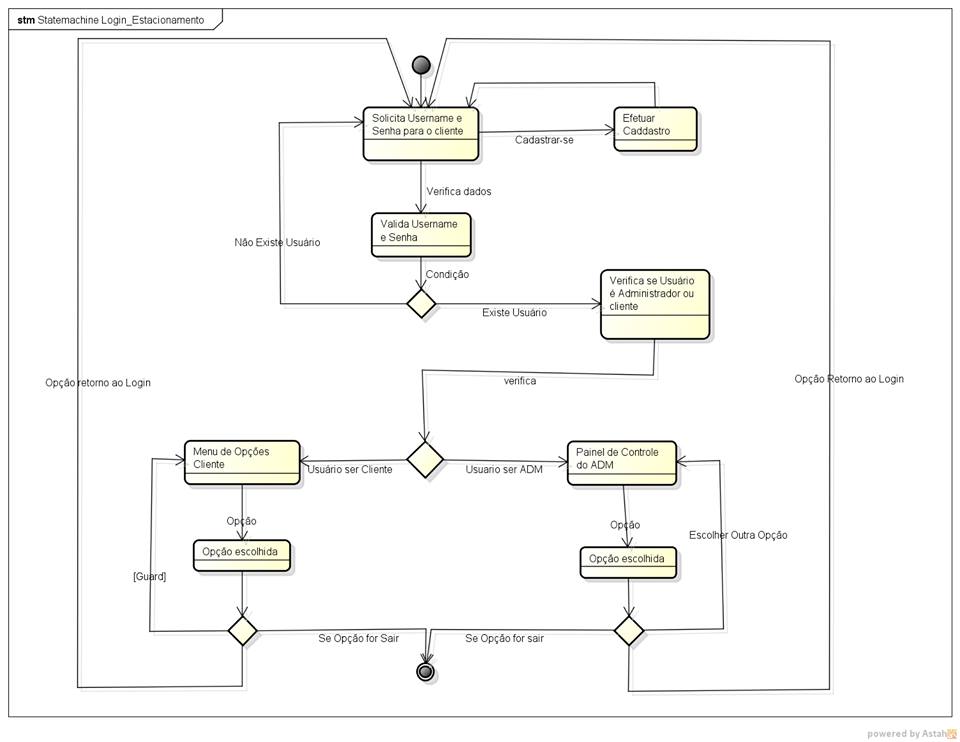 stm Statemachine Login_Estacionamento
Solicita Username e
Senha para o cliente
Efetuar
Caddastro
Cadastrar-se
Verifica dados
Valida Username
e Senha
Não Existe Usuário
Condição
Verifica se Usuário
é Administrador ou
cliente
Existe Usuário
Opção retorno ao Login
verifica
Opção Retorno ao Login
Menu de Opções
Cliente
Usuário ser Cliente
Usuario ser ADM
Painel de Controle
do ADM
Opção
Opção
Escolher Outra Opção
Opção escolhida
Opção escolhida
[Guard]
Se Opção for Sair
Se Opção for sair
powered by Astah